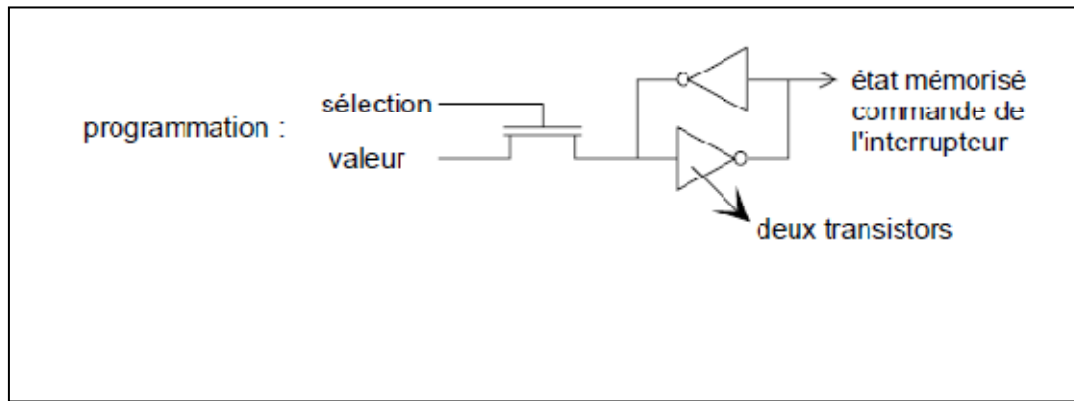 programmation :
sélection
valeur
état mémorisé
commande de
l'interrupteur
deux transistors